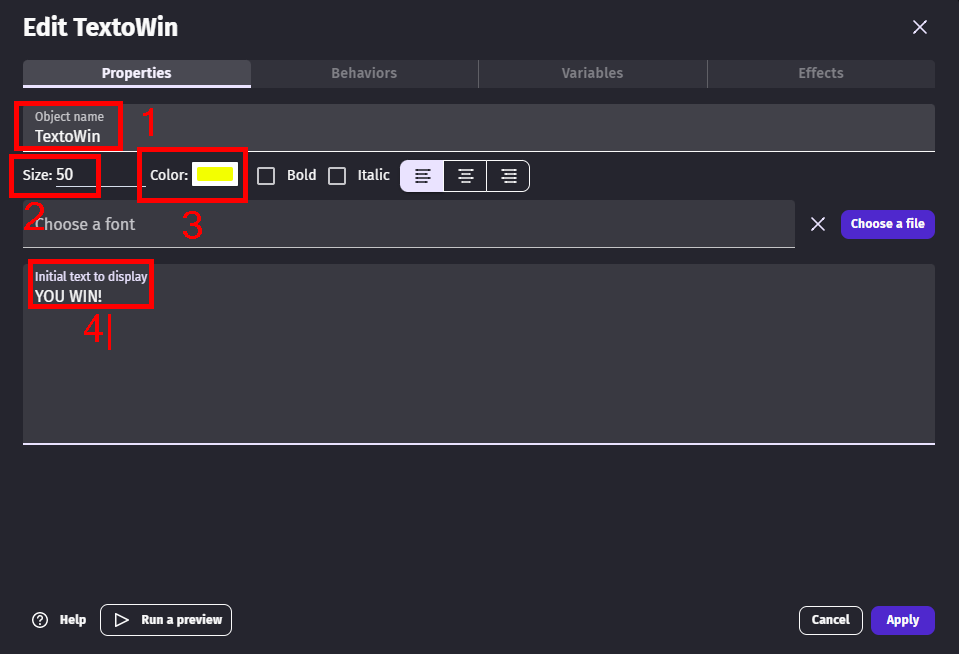 Edit TextoWin
Properties Behaviors Variables Effects
Object name
TextoWin
1
Size: 50 Color: Bold Italic
2
3
Choose a font Choose a file
Initial text to display
YOU WIN!
4
Help Run a preview Cancel Apply